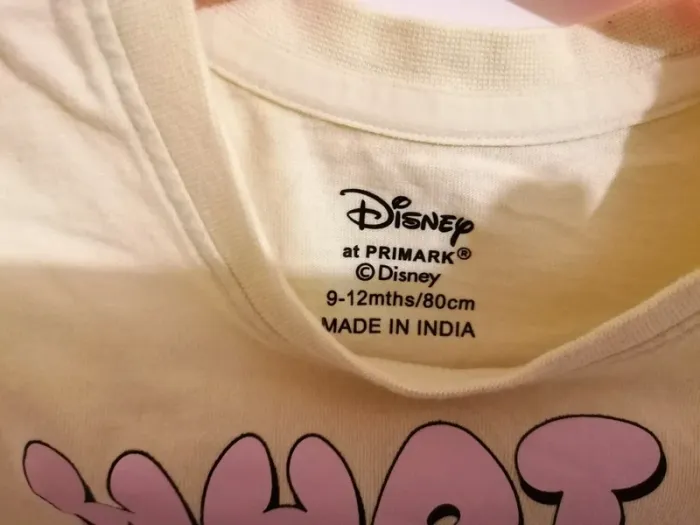 Disney
at PRIMARK®
©Disney
9-12mths/80cm
MADE IN INDIA